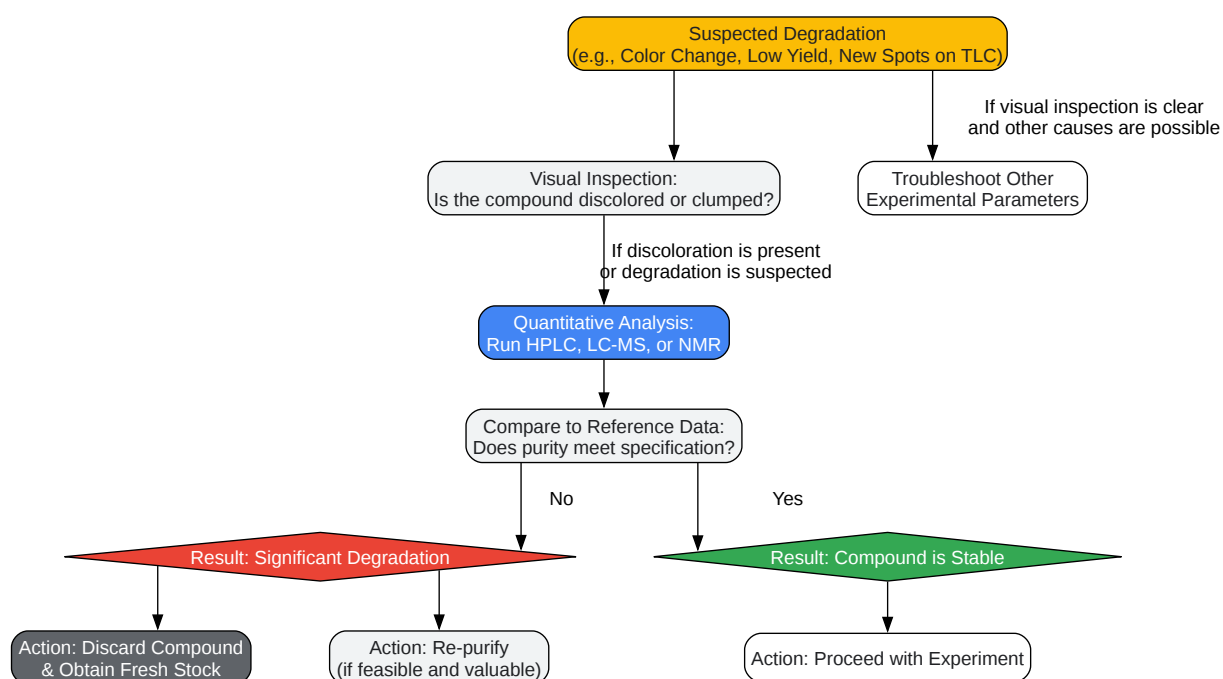 Suspected Degradation
(e.g., Color Change, Low Yield, New Spots on TLC)
If visual inspection is clear
and other causes are possible
Visual Inspection:
Is the compound discolored or clumped?
Troubleshoot Other
Experimental Parameters
If discoloration is present
or degradation is suspected
Quantitative Analysis:
Run HPLC, LC-MS, or NMR
Compare to Reference Data:
Does purity meet specification?
No
Yes
Result: Significant Degradation
Result: Compound is Stable
Action: Discard Compound
& Obtain Fresh Stock
Action: Re-purify
(if feasible and valuable)
Action: Proceed with Experiment